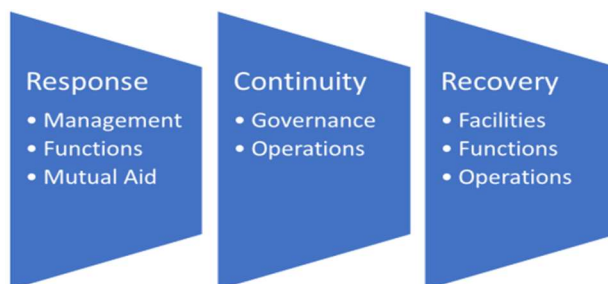 Response
• Management
• Functions
• Mutual Aid
Continuity
• Governance
• Operations
Recovery
• Facilities
• Functions
• Operations